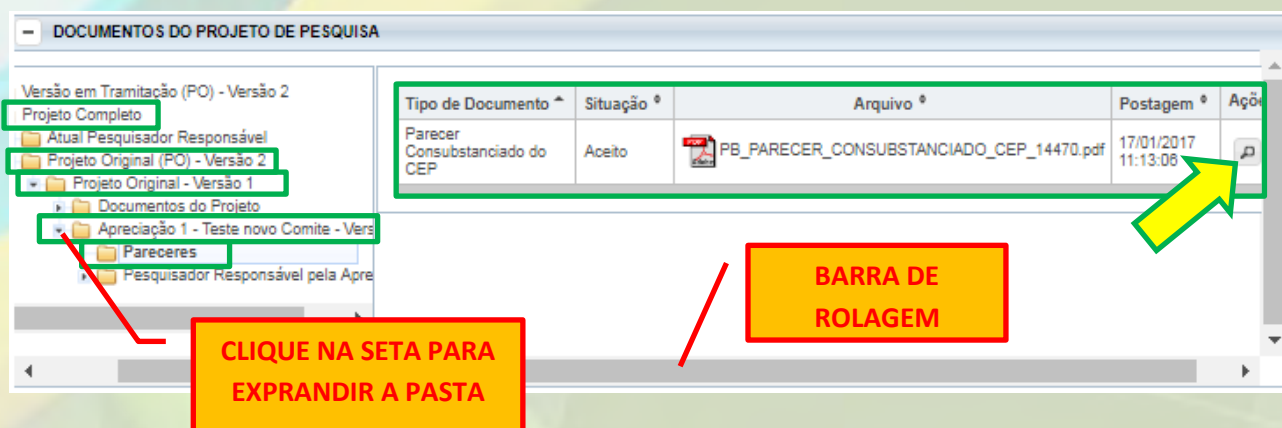 DOCUMENTOS DO PROJETO DE PESQUISA
Versão em Tramitação (PO) - Versão 2
Projeto Completo
Atual Pesquisador Responsável
Projeto Original (PO) - Versão 2
Projeto Original - Versão 1
Documentos do Projeto
Apreciação 1 - Teste novo Comite - Vers
Pareceres
Pesquisador Responsável pela Apre
Tipo de Documento Situação Arquivo Postagem Açõe
Parecer
Consubstanciado do
CEP
Aceito
PB_PARECER_CONSUBSTANCIADO_CEP_14470.pdf
17/01/2017
11:13:06
BARRA DE
ROLAGEM
CLIQUE NA SETA PARA
EXPRANDIR A PASTA